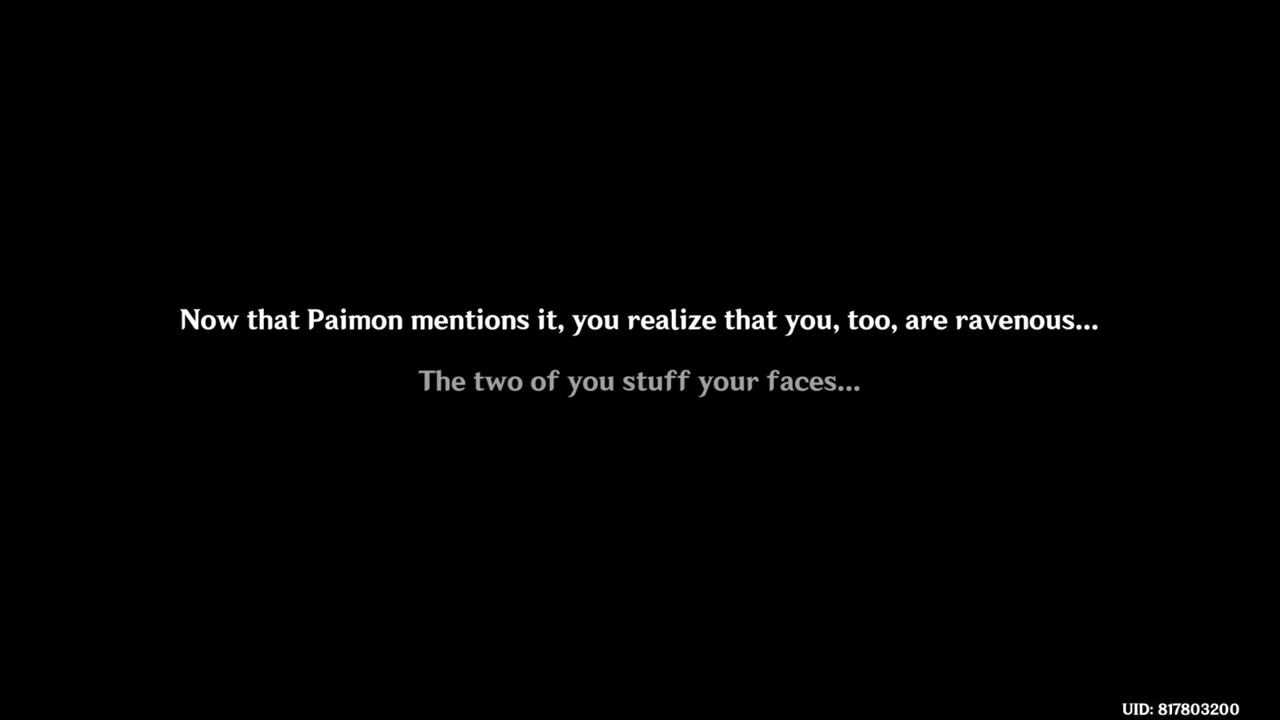 Now that Paimon mentions it, you realize that you, too, are ravenous...
The two of you stuff your faces...
UID: 817803200